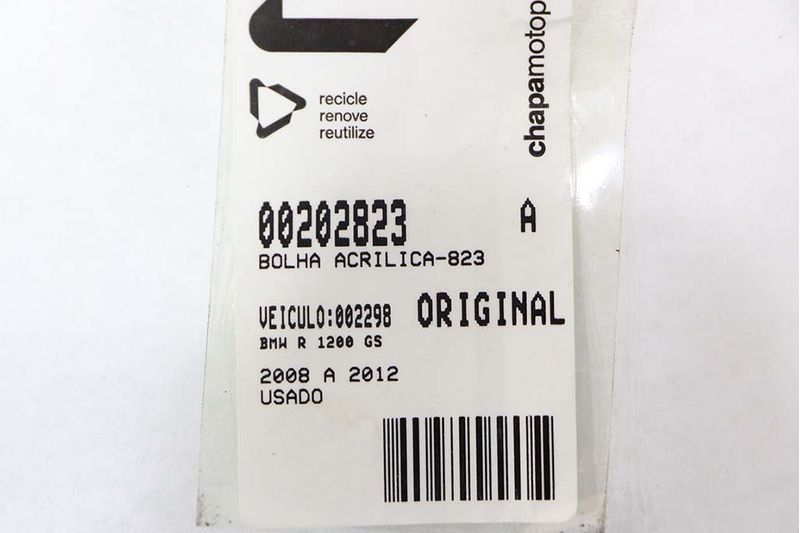 recicle
renove
reutilize
chapamotop
00202823 A
BOLHA ACRILICA-823
VEICULO:002298 ORIGINAL
BMW R 1200 GS
2008 A 2012
USADO